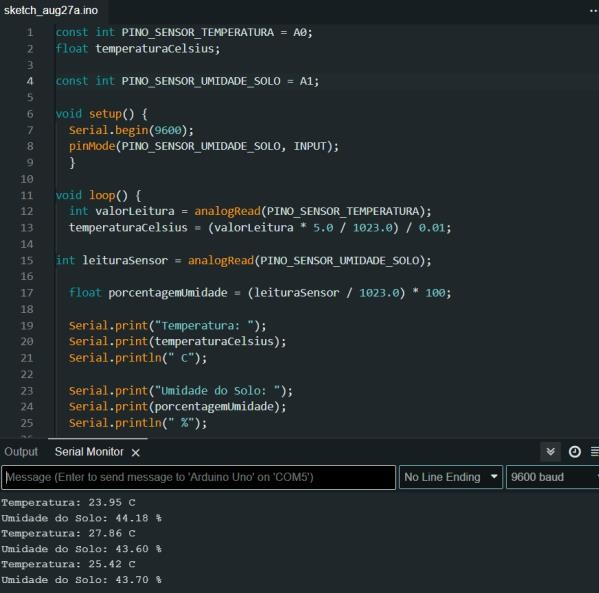 sketch_aug27a.ino
1 const int PINO_SENSOR_TEMPERATURA = A0;
2 float temperaturaCelsius;
3
4 const int PINO_SENSOR_UMIDADE_SOLO = A1;
5
6 void setup() {
7 Serial.begin(9600);
8 pinMode(PINO_SENSOR_UMIDADE_SOLO, INPUT);
9 }
10
11 void loop() {
12 int valorLeitura = analogRead(PINO_SENSOR_TEMPERATURA);
13 temperaturaCelsius = (valorLeitura * 5.0 / 1023.0) / 0.01;
14
15 int leituraSensor = analogRead(PINO_SENSOR_UMIDADE_SOLO);
16
17 float porcentagemUmidade = (leituraSensor / 1023.0) * 100;
18
19 Serial.print("Temperatura: ");
20 Serial.print(temperaturaCelsius);
21 Serial.println(" C");
22
23 Serial.print("Umidade do Solo: ");
24 Serial.print(porcentagemUmidade);
25 Serial.println(" %");
Output Serial Monitor
Message (Enter to send message to 'Arduino Uno' on 'COM5') No Line Ending 9600 baud
Temperatura: 23.95 C
Umidade do Solo: 44.18 %
Temperatura: 27.86 C
Umidade do Solo: 43.60 %
Temperatura: 25.42 C
Umidade do Solo: 43.70 %